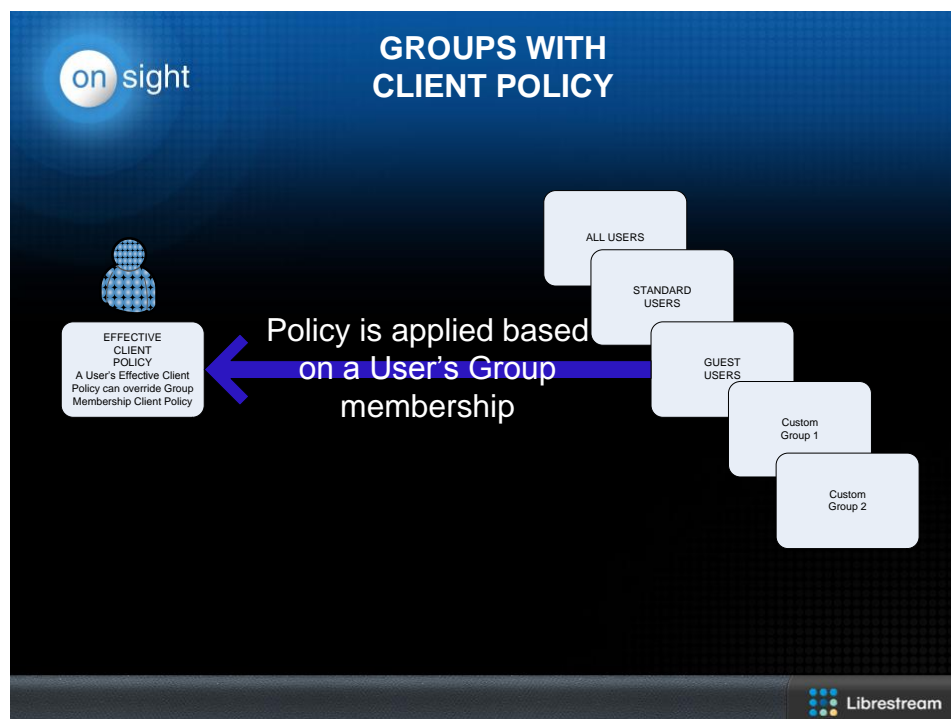 on sight
GROUPS WITH
CLIENT POLICY
ALL USERS
STANDARD
USERS
EFFECTIVE
CLIENT
POLICY
A User’s Effective Client
Policy can override Group
Membership Client Policy
Policy is applied based
on a User’s Group
membership
GUEST
USERS
Custom
Group 1
Custom
Group 2
Librestream